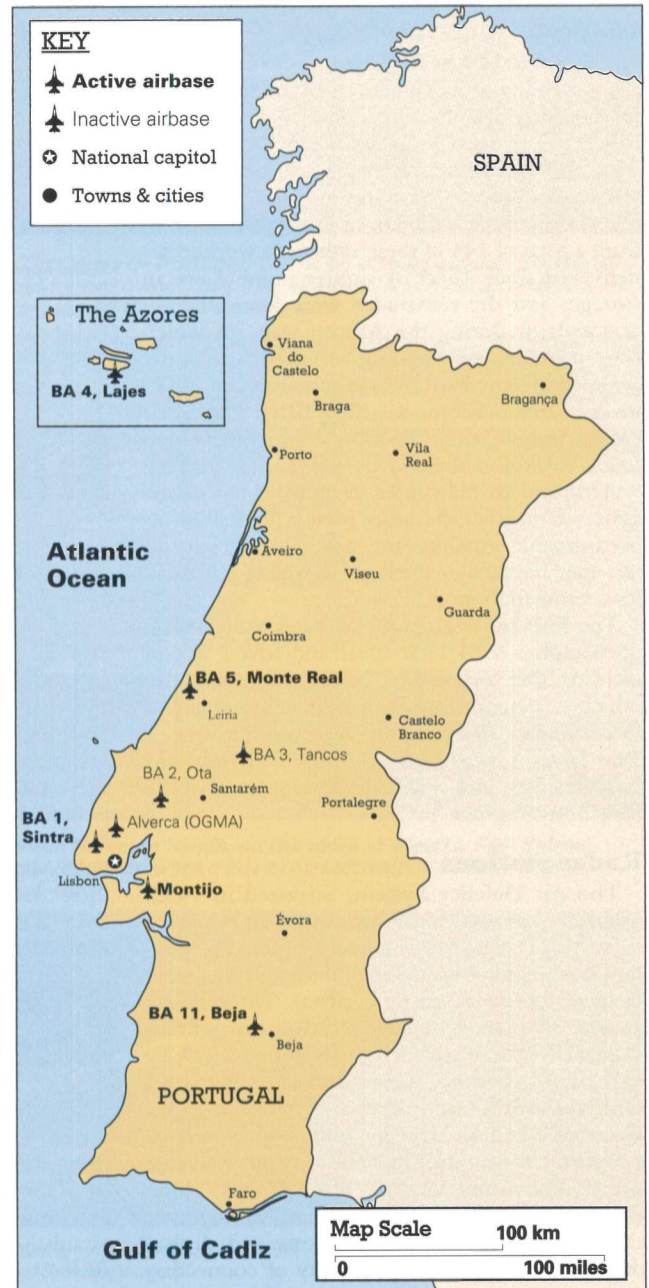 KEY
Active airbase
Inactive airbase
National capitol
Towns & cities
SPAIN
The Azores
BA 4, Lajes
Viana
do
Castelo
Braga
Bragança
Porto
Vila
Real
Atlantic
Ocean
Aveiro
Viseu
Guarda
Coimbra
BA 5, Monte Real
Leiria
Castelo
Branco
BA 3, Tancos
BA 2, Ota
Santarém
Portalegre
BA 1,
Sintra
Alverca (OGMA)
Lisbon
Montijo
Évora
BA 11, Beja
Beja
PORTUGAL
Faro
Gulf of Cadiz
Map Scale
100 km
0
100 miles